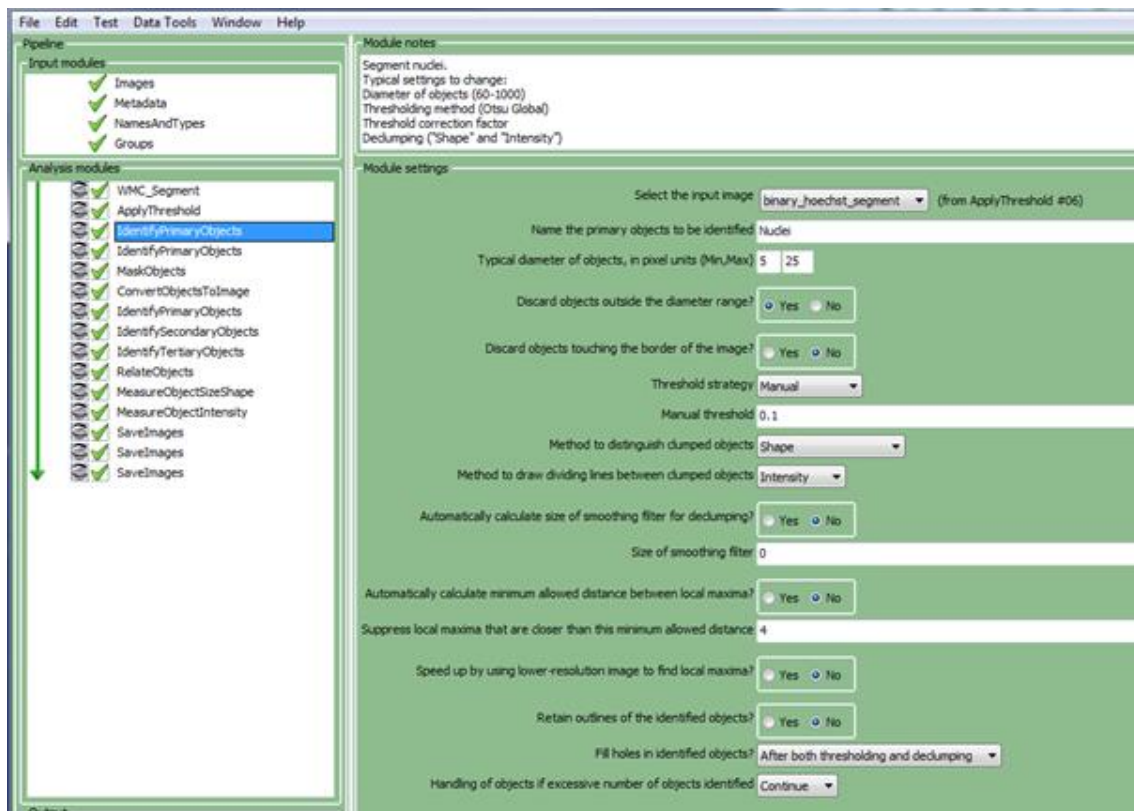 File Edit Test Data Tools Window Help
Pipeline
Input modules
Images
Metadata
NamesAndTypes
Groups
Analysis modules
WMC_Segment
ApplyThreshold
IdentifyPrimaryObjects
IdentifyPrimaryObjects
MaskObjects
ConvertObjectsToImage
IdentifyPrimaryObjects
IdentifySecondaryObjects
IdentifyTertiaryObjects
RelateObjects
MeasureObjectSizeShape
MeasureObjectIntensity
SaveImages
SaveImages
SaveImages
Output
Module notes
Segment nuclei.
Typical settings to change:
Diameter of objects (60-1000)
Thresholding method (Otsu Global)
Threshold correction factor
Declumping ("Shape" and "Intensity")
Module settings
Select the input image binary_hoechst_segment (from ApplyThreshold #06)
Name the primary objects to be identified Nuclei
Typical diameter of objects, in pixel units (Min,Max) 5 25
Discard objects outside the diameter range? Yes No
Discard objects touching the border of the image? Yes No
Threshold strategy Manual
Manual threshold 0.1
Method to distinguish clumped objects Shape
Method to draw dividing lines between clumped objects Intensity
Automatically calculate size of smoothing filter for declumping? Yes No
Size of smoothing filter 0
Automatically calculate minimum allowed distance between local maxima? Yes No
Suppress local maxima that are closer than this minimum allowed distance 4
Speed up by using lower-resolution image to find local maxima? Yes No
Retain outlines of the identified objects? Yes No
Fill holes in identified objects? After both thresholding and declumping
Handling of objects if excessive number of objects identified Continue